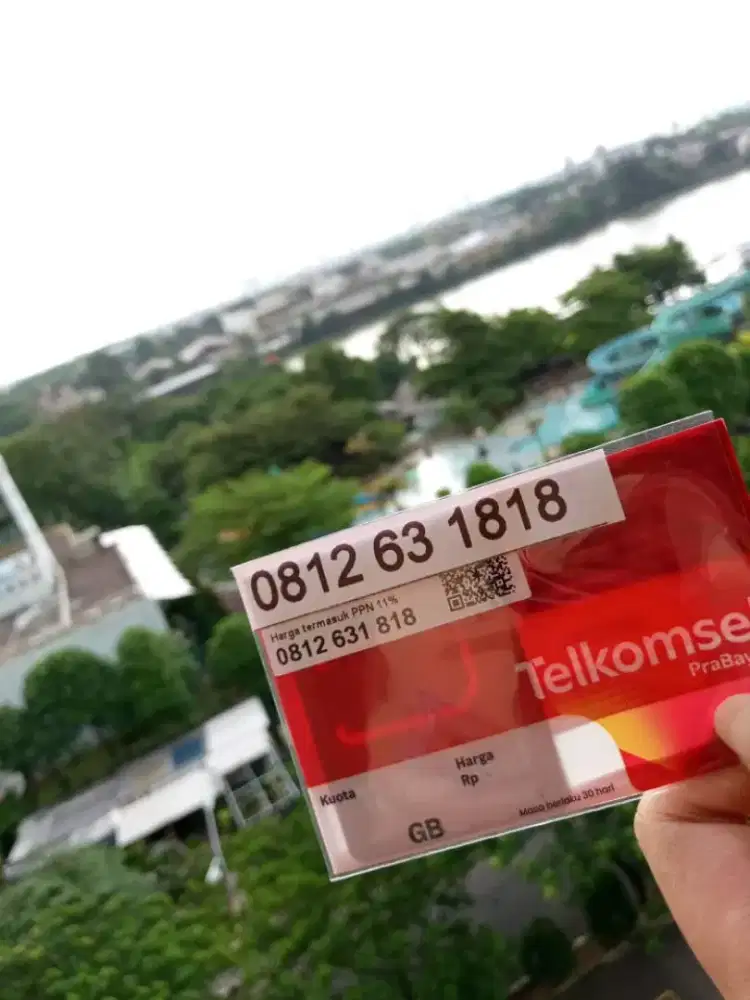 0812 63 1818
Harga termasuk PPN 11%
0812 631 818
Telkomsel
PraBay
Kuota
GB
Harga
Rp
Masa berlaku 30 hari